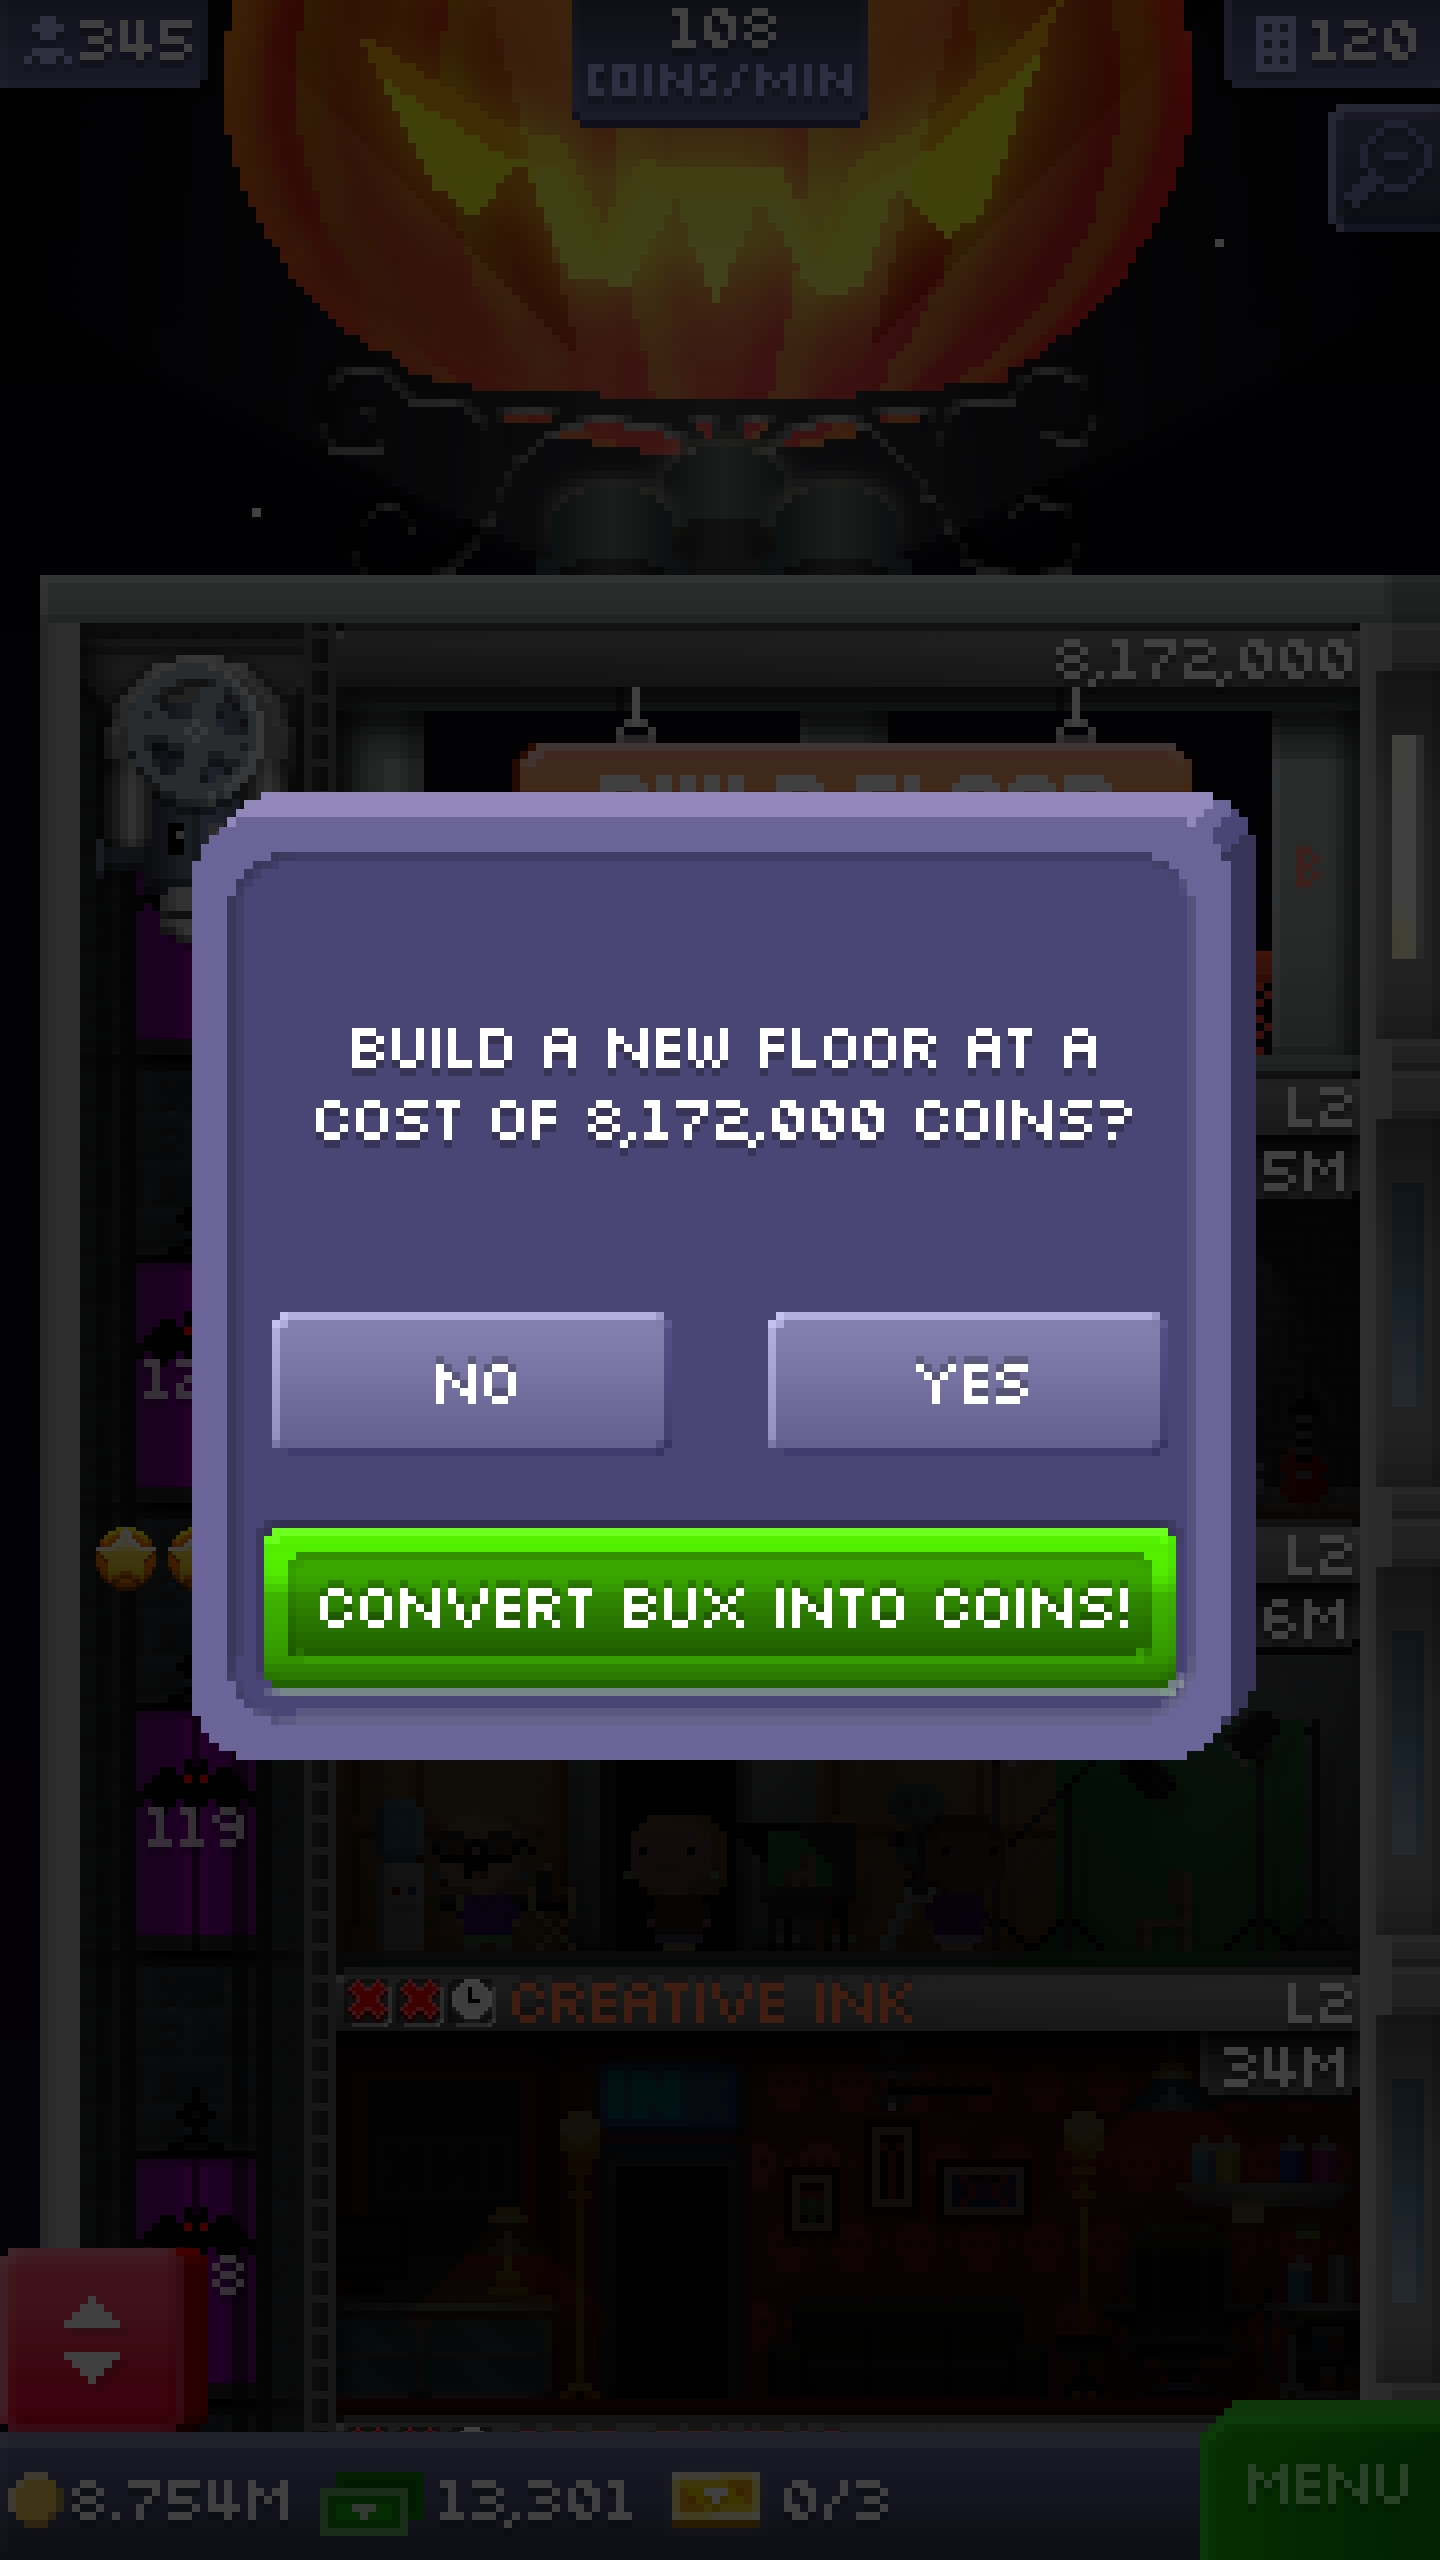 345
108
COINS/MIN
120
8,172,000
B
BUILD A NEW FLOOR AT A
COST OF 8,172,000 COINS?
L2
5M
NO
YES
CONVERT BUX INTO COINS!
L2
6M
119
CREATIVE INK
L2
34M
8
8.754M
13,301
0/3
MENU